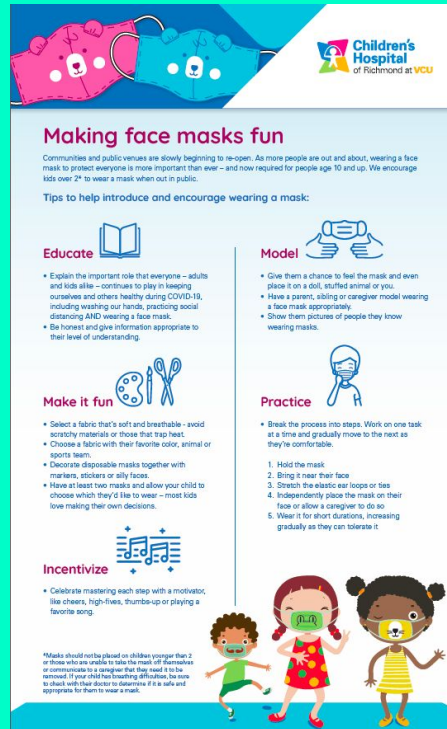 Children's
Hospital
of Richmond at VCU
Making face masks fun
Communities and public venues are slowly beginning to re-open. As more people are out and about, wearing a face
mask to protect everyone is more important than ever – and now required for people age 10 and up. We encourage
kids over 2* to wear a mask when out in public.
Tips to help introduce and encourage wearing a mask:
Educate
• Explain the important role that everyone – adults
and kids alike – continues to play in keeping
ourselves and others healthy during COVID-19,
including washing our hands, practicing social
distancing AND wearing a face mask.
• Be honest and give information appropriate to
their level of understanding.
Make it fun
• Select a fabric that's soft and breathable - avoid
scratchy materials or those that trap heat.
• Choose a fabric with their favorite color, animal or
sports team.
• Decorate disposable masks together with
markers, stickers or silly faces.
• Have at least two masks and allow your child to
choose which they'd like to wear – most kids
love making their own decisions.
Incentivize
• Celebrate mastering each step with a motivator,
like cheers, high-fives, thumbs-up or playing a
favorite song.
*Masks should not be placed on children younger than 2
or those who are unable to take the mask off themselves
or communicate to a caregiver that they need it to be
removed. If your child has breathing difficulties, be sure
to check with their doctor to determine if it is safe and
appropriate for them to wear a mask.
Model
• Give them a chance to feel the mask and even
place it on a doll, stuffed animal or you.
• Have a parent, sibling or caregiver model wearing
a face mask appropriately.
• Show them pictures of people they know
wearing masks.
Practice
• Break the process into steps. Work on one task
at a time and gradually move to the next as
they're comfortable.
1. Hold the mask
2. Bring it near their face
3. Stretch the elastic ear loops or ties
4. Independently place the mask on their
face or allow a caregiver to do so
5. Wear it for short durations, increasing
gradually as they can tolerate it